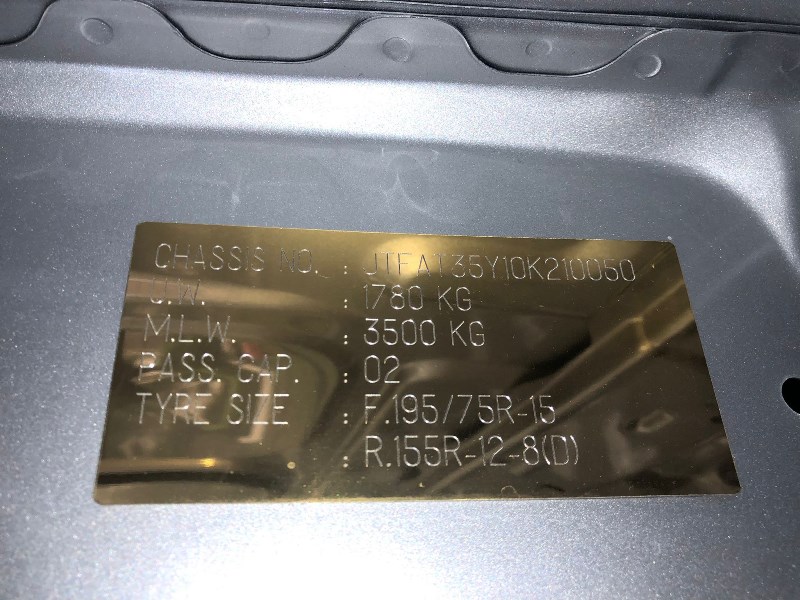 CHASSIS NO. : JTFAT35Y10K210050
U.W. : 1780 KG
M.L.W. : 3500 KG
PASS. CAP. : 02
TYRE SIZE : F.195/75R-15
: R.155R-12-8(D)